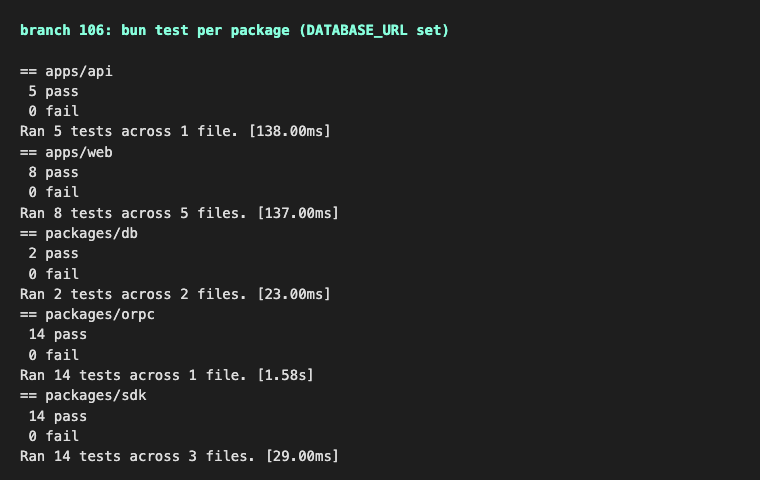 branch 106: bun test per package (DATABASE_URL set)
== apps/api
5 pass
0 fail
Ran 5 tests across 1 file. [138.00ms]
== apps/web
8 pass
0 fail
Ran 8 tests across 5 files. [137.00ms]
== packages/db
2 pass
0 fail
Ran 2 tests across 2 files. [23.00ms]
== packages/orpc
14 pass
0 fail
Ran 14 tests across 1 file. [1.58s]
== packages/sdk
14 pass
0 fail
Ran 14 tests across 3 files. [29.00ms]